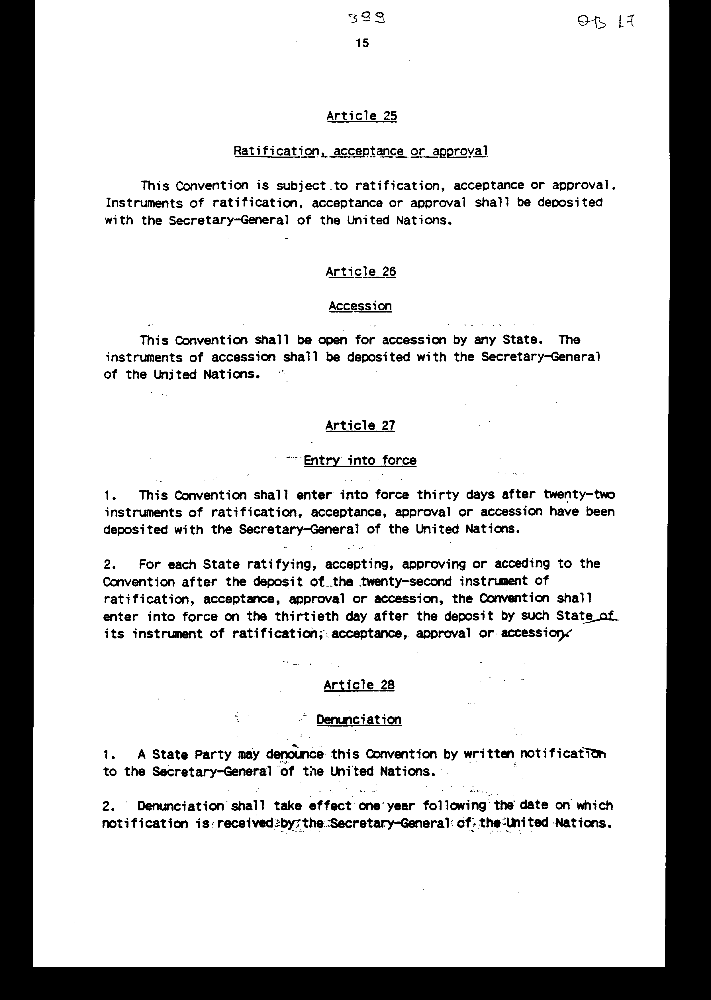 399
15
Article 25
Ratification, acceptance or approval
This Convention is subject to ratification, acceptance or approval.
Instruments of ratification, acceptance or approval shall be deposited
with the Secretary-General of the United Nations.
Article 26
Accession
This Convention shall be open for accession by any State. The
instruments of accession shall be deposited with the Secretary-General
of the United Nations.
Article 27
Entry into force
1. This Convention shall enter into force thirty days after twenty-two
instruments of ratification, acceptance, approval or accession have been
deposited with the Secretary-General of the United Nations.
2. For each State ratifying, accepting, approving or acceding to the
Convention after the deposit of the twenty-second instrument of
ratification, acceptance, approval or accession, the Convention shall
enter into force on the thirtieth day after the deposit by such State of
its instrument of ratification, acceptance, approval or accession.
Article 28
Denunciation
1. A State Party may denounce this Convention by written notification
to the Secretary-General of the United Nations.
2. Denunciation shall take effect one year following the date on which
notification is received by the Secretary-General of the United Nations.